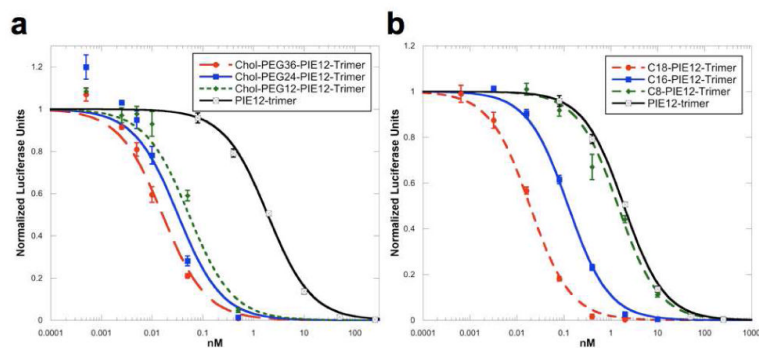 a
Normalized Luciferase Units
1.2
1
0.8
0.6
0.4
0.2
0
0.0001
0.001
0.01
0.1
1
10
100
nM
Chol-PEG36-PIE12-Trimer
Chol-PEG24-PIE12-Trimer
Chol-PEG12-PIE12-Trimer
PIE12-trimer
b
Normalized Luciferase Units
1.2
1
0.8
0.6
0.4
0.2
0
0.0001
0.001
0.01
0.1
1
10
100
1000
nM
C18-PIE12-Trimer
C16-PIE12-Trimer
C8-PIE12-Trimer
PIE12-trimer